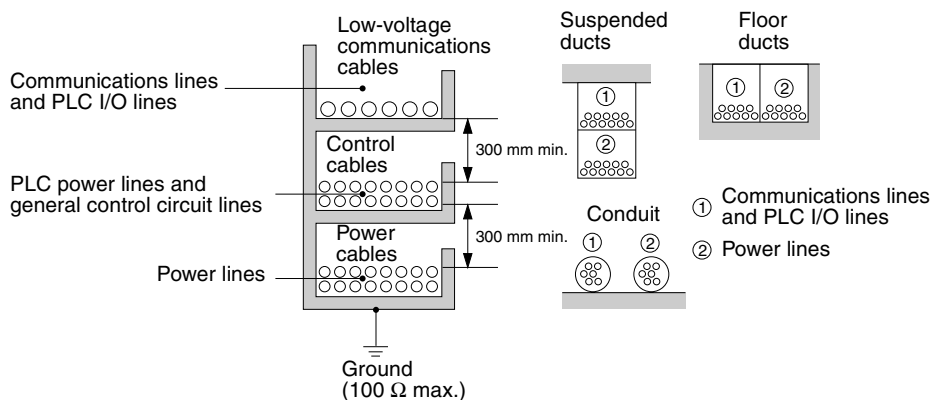 Low-voltage
communications
cables
Communications lines
and PLC I/O lines
300 mm min.
Control
cables
PLC power lines and
general control circuit lines
300 mm min.
Power
cables
Power lines
Ground
(100 Ω max.)
Suspended
ducts
①
②
Floor
ducts
① ②
Conduit
① ②
① Communications lines
and PLC I/O lines
② Power lines